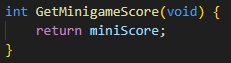 int GetMinigameScore(void) {
    return miniScore;
}